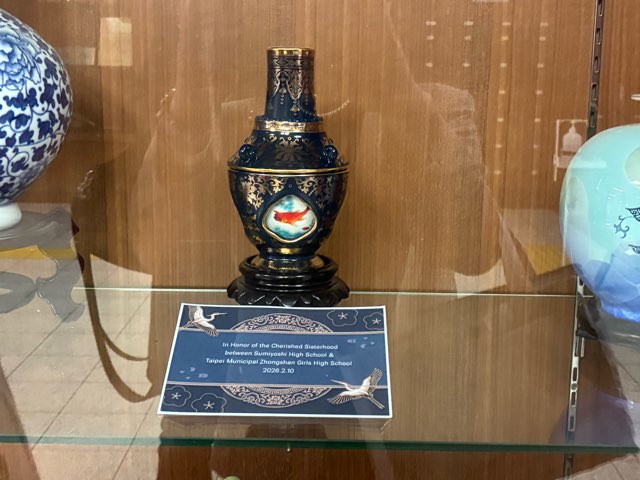 In Honor of the Cherished Sisterhood
between Sumiyoshi High School &
Taipei Municipal Zhongshan Girls High School
2026.2.10